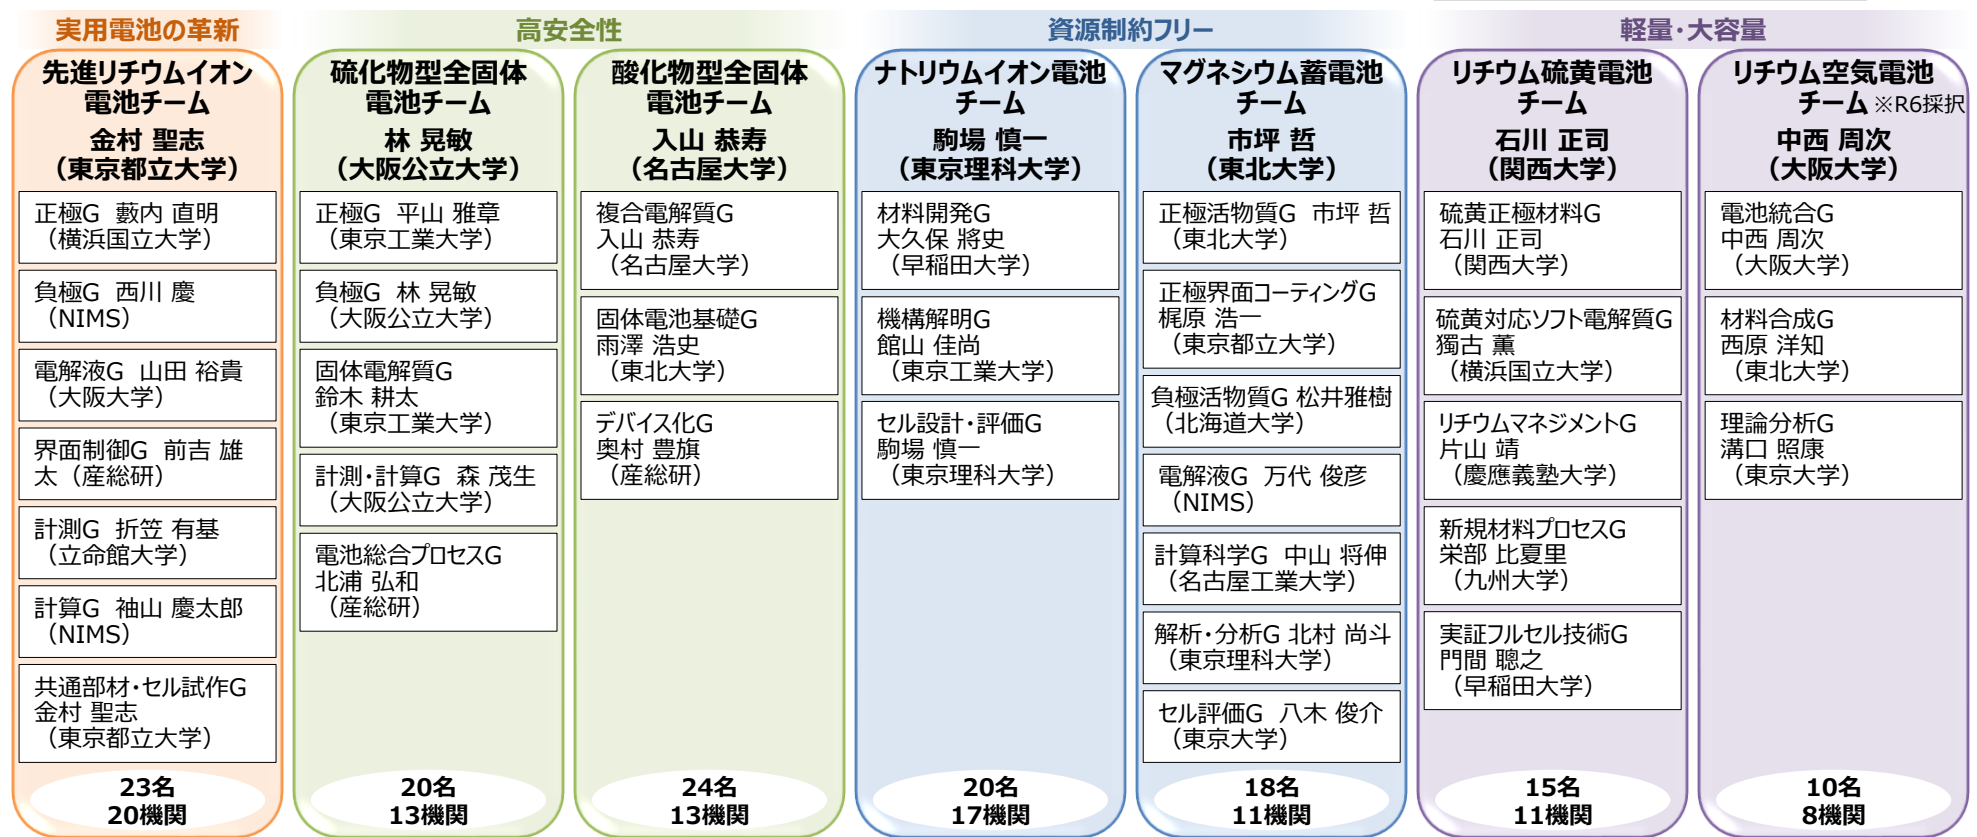 実用電池の革新
高安全性
資源制約フリー
軽量・大容量
先進リチウムイオン
電池チーム
金村 聖志
（東京都立大学）
正極G 藪内 直明
（横浜国立大学）
負極G 西川 慶
（NIMS）
電解液G 山田 裕貴
（大阪大学）
界面制御G 前吉 雄
太（産総研）
計測G 折笠 有基
（立命館大学）
計算G 袖山 慶太郎
（NIMS）
共通部材・セル試作G
金村 聖志
（東京都立大学）
23名
20機関
硫化物型全固体
電池チーム
林 晃敏
（大阪公立大学）
正極G 平山 雅章
（東京工業大学）
負極G 林 晃敏
（大阪公立大学）
固体電解質G
鈴木 耕太
（東京工業大学）
計測・計算G 森 茂生
（大阪公立大学）
電池総合プロセスG
北浦 弘和
（産総研）
20名
13機関
酸化物型全固体
電池チーム
入山 恭寿
（名古屋大学）
複合電解質G
入山 恭寿
（名古屋大学）
固体電池基礎G
雨澤 浩史
（東北大学）
デバイス化G
奥村 豊旗
（産総研）
24名
13機関
ナトリウムイオン電池
チーム
駒場 慎一
（東京理科大学）
材料開発G
大久保 將史
（早稲田大学）
機構解明G
館山 佳尚
（東京工業大学）
セル設計・評価G
駒場 慎一
（東京理科大学）
20名
17機関
マグネシウム蓄電池
チーム
市坪 哲
（東北大学）
正極活物質G 市坪 哲
（東北大学）
正極界面コーティングG
梶原 浩一
（東京都立大学）
負極活物質G 松井雅樹
（北海道大学）
電解液G 万代 俊彦
（NIMS）
計算科学G 中山 将伸
（名古屋工業大学）
解析・分析G 北村 尚斗
（東京理科大学）
セル評価G 八木 俊介
（東京大学）
18名
11機関
リチウム硫黄電池
チーム
石川 正司
（関西大学）
硫黄正極材料G
石川 正司
（関西大学）
硫黄対応ソフト電解質G
獨古 薫
（横浜国立大学）
リチウムマネジメントG
片山 靖
（慶應義塾大学）
新規材料プロセスG
栄部 比夏里
（九州大学）
実証フルセル技術G
門間 聰之
（早稲田大学）
15名
11機関
リチウム空気電池
チーム ※R6採択
中西 周次
（大阪大学）
電池統合G
中西 周次
（大阪大学）
材料合成G
西原 洋知
（東北大学）
理論分析G
溝口 照康
（東京大学）
10名
8機関